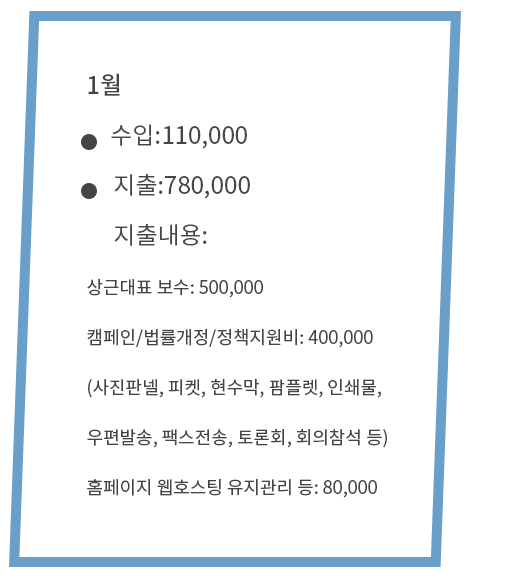 1월
● 수입:110,000
● 지출:780,000
지출내용:
상근대표 보수: 500,000
캠페인/법률개정/정책지원비: 400,000
(사진판넬, 피켓, 현수막, 팜플렛, 인쇄물,
우편발송, 팩스전송, 토론회, 회의참석 등)
홈페이지 웹호스팅 유지관리 등: 80,000